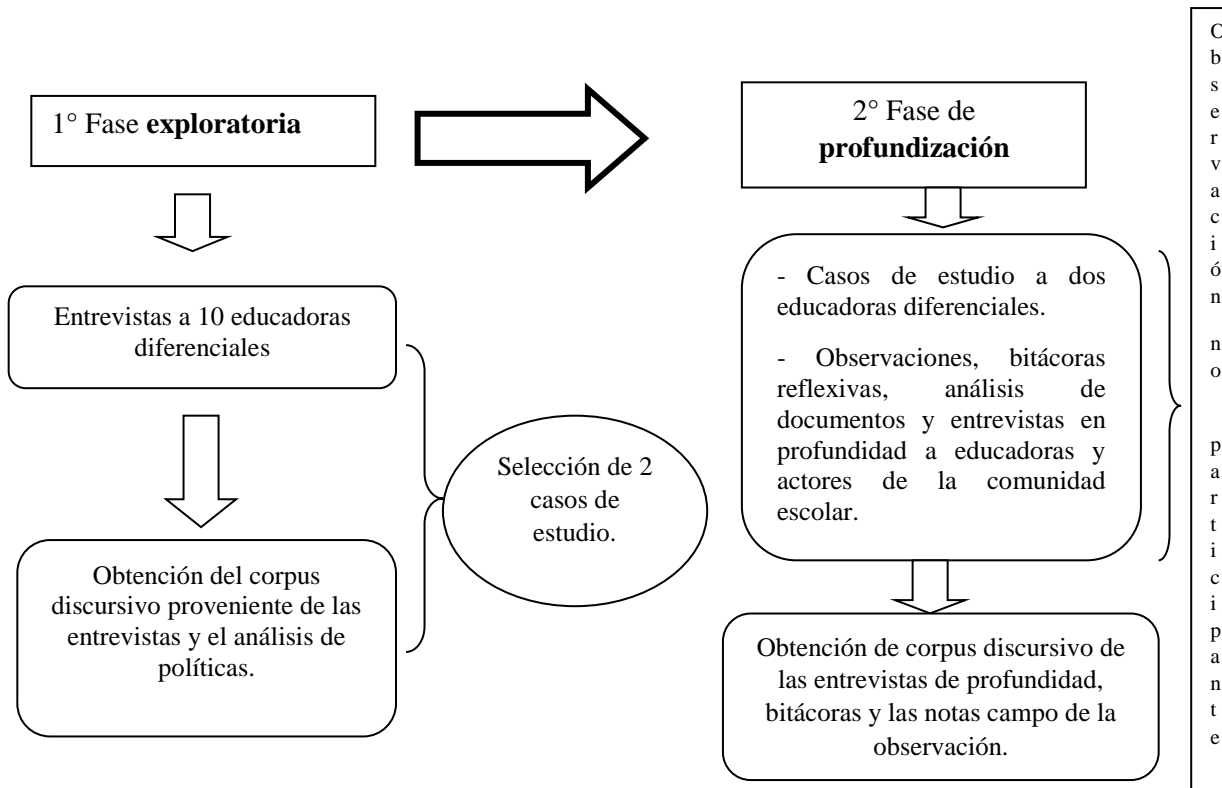 1° Fase exploratoria
Entrevistas a 10 educadoras
diferenciales
Obtención del corpus
discursivo proveniente de las
entrevistas y el análisis de
políticas.
Selección de 2
casos de
estudio.
2° Fase de
profundización
- Casos de estudio a dos
educadoras diferenciales.
- Observaciones, bitácoras
reflexivas, análisis de
documentos y entrevistas en
profundidad a educadoras y
actores de la comunidad
escolar.
Obtención de corpus discursivo de
las entrevistas de profundidad,
bitácoras y las notas campo de la
observación.
Observación no participante